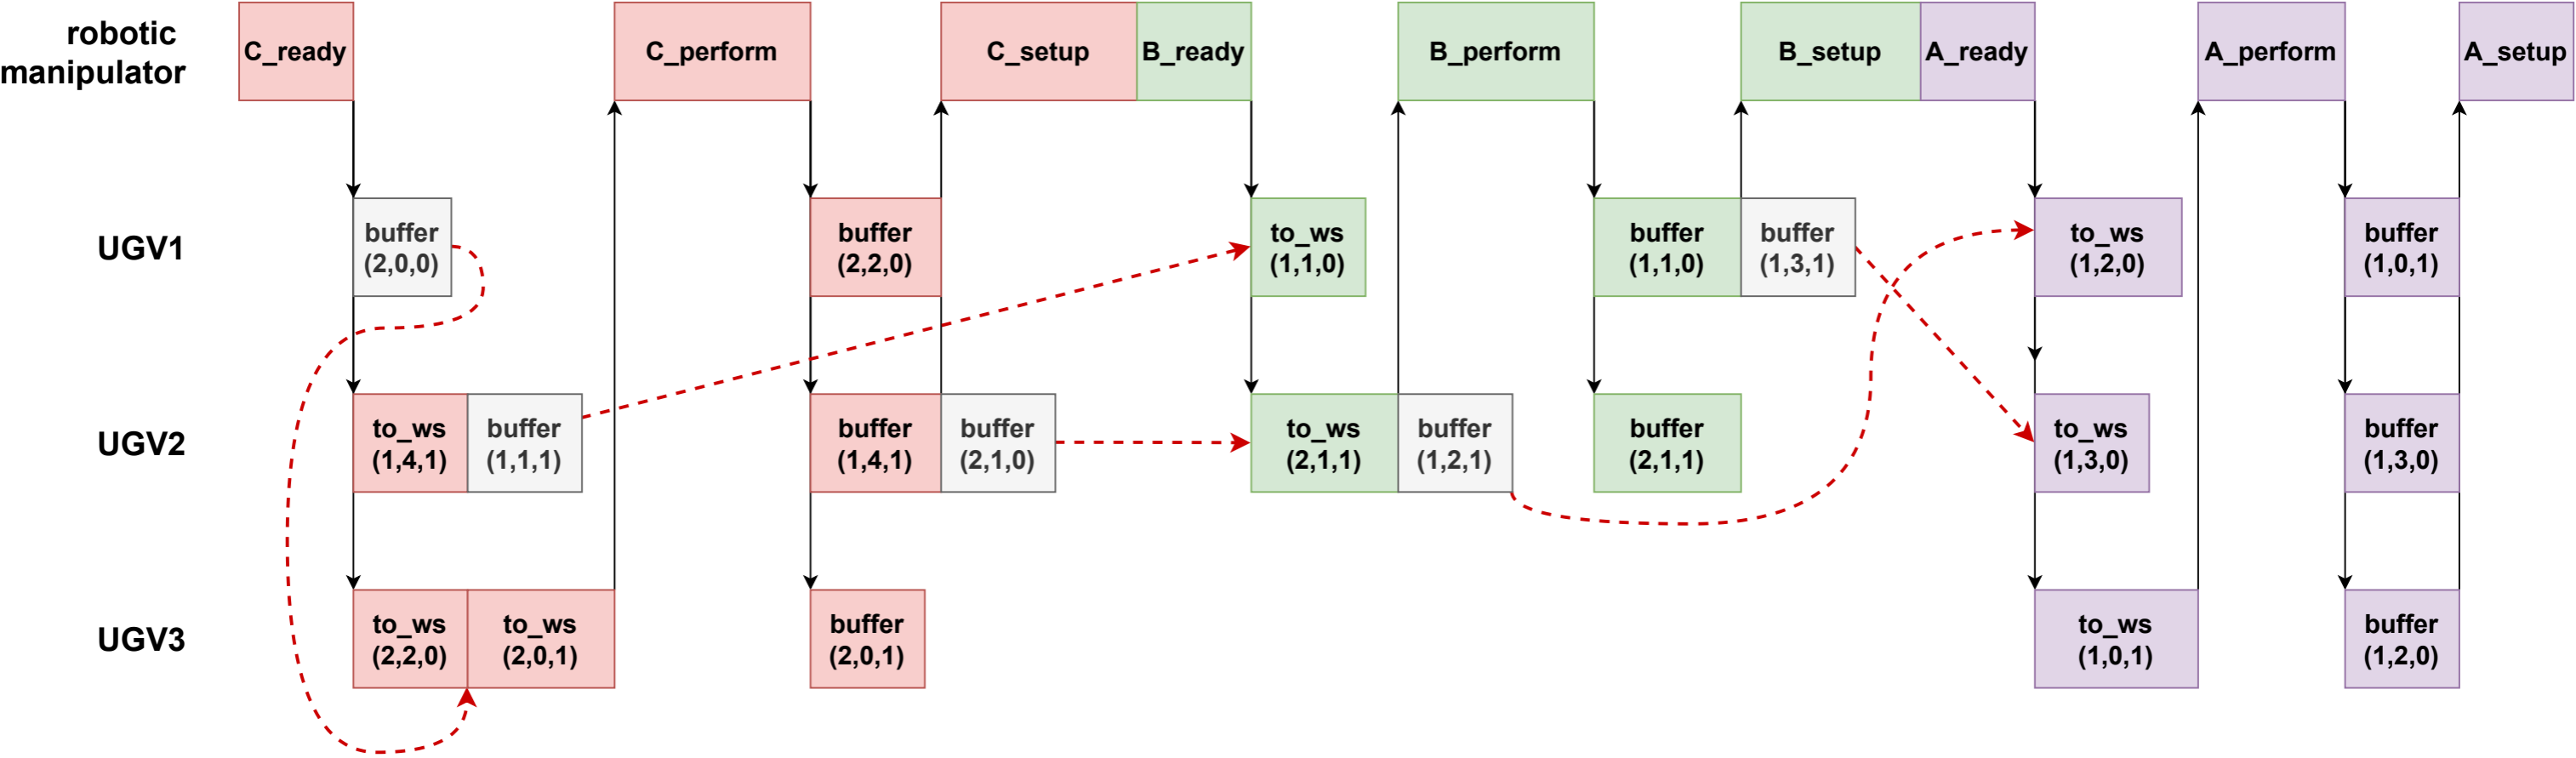 robotic
manipulator
C_ready
C_perform
C_setup
B_ready
B_perform
B_setup
A_ready
A_perform
A_setup
UGV1
buffer
(2,0,0)
buffer
(2,2,0)
to_ws
(1,1,0)
buffer
(1,1,0)
buffer
(1,3,1)
to_ws
(1,2,0)
buffer
(1,0,1)
UGV2
to_ws
(1,4,1)
buffer
(1,1,1)
buffer
(1,4,1)
buffer
(2,1,0)
to_ws
(2,1,1)
buffer
(1,2,1)
buffer
(2,1,1)
to_ws
(1,3,0)
buffer
(1,3,0)
UGV3
to_ws
(2,2,0)
to_ws
(2,0,1)
buffer
(2,0,1)
to_ws
(1,0,1)
buffer
(1,2,0)